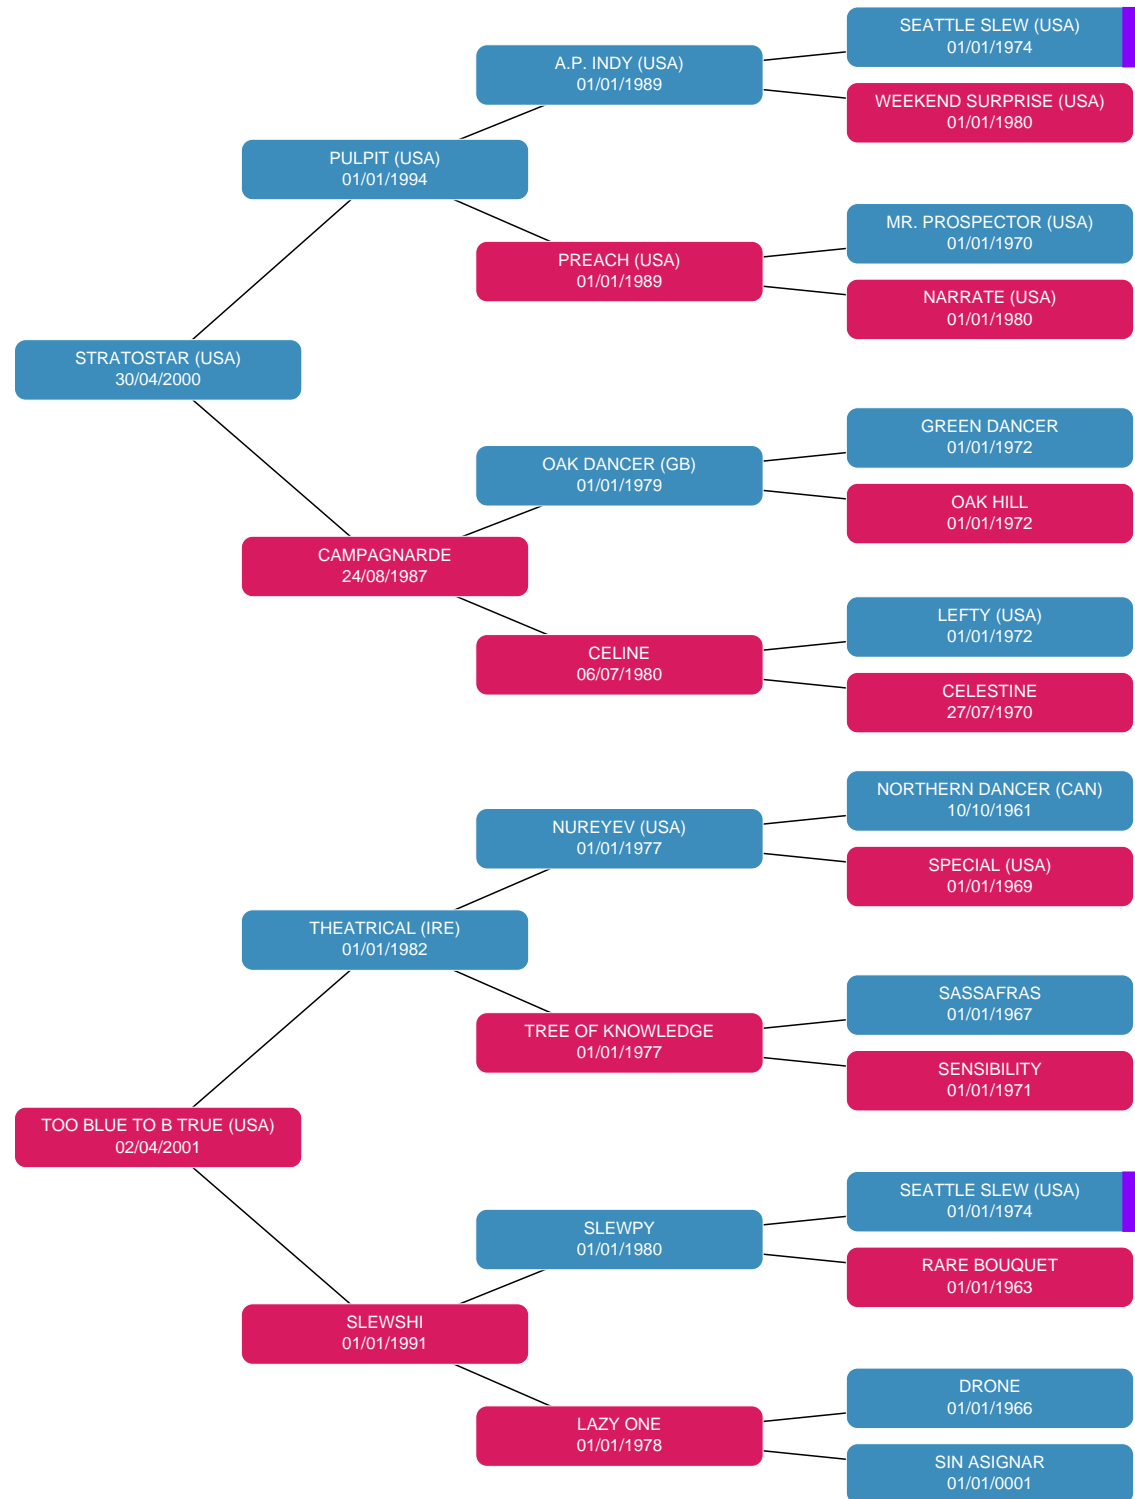 SEATTLE SLEW (USA)
01/01/1974
A.P. INDY (USA)
01/01/1989
WEEKEND SURPRISE (USA)
01/01/1980
PULPIT (USA)
01/01/1994
MR. PROSPECTOR (USA)
01/01/1970
PREACH (USA)
01/01/1989
NARRATE (USA)
01/01/1980
STRATOSTAR (USA)
30/04/2000
GREEN DANCER
01/01/1972
OAK DANCER (GB)
01/01/1979
OAK HILL
01/01/1972
CAMPAGNARDE
24/08/1987
LEFTY (USA)
01/01/1972
CELINE
06/07/1980
CELESTINE
27/07/1970
NORTHERN DANCER (CAN)
10/10/1961
NUREYEV (USA)
01/01/1977
SPECIAL (USA)
01/01/1969
THEATRICAL (IRE)
01/01/1982
SASSAFRAS
01/01/1967
TREE OF KNOWLEDGE
01/01/1977
SENSIBILITY
01/01/1971
TOO BLUE TO B TRUE (USA)
02/04/2001
SEATTLE SLEW (USA)
01/01/1974
SLEWPY
01/01/1980
RARE BOUQUET
01/01/1963
SLEWSHI
01/01/1991
DRONE
01/01/1966
LAZY ONE
01/01/1978
SIN ASIGNAR
01/01/0001